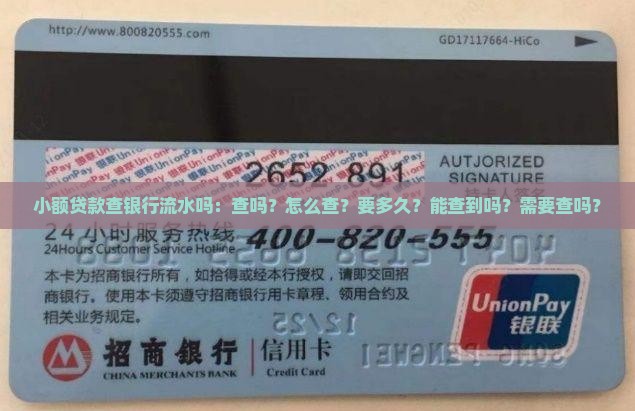 http://www.800820555.com
GD17117664-HiCo
银联 UnionPay
2652 891
AUTJORIZED
SIGNATURE
小额贷款查银行流水吗：查吗？怎么查？要多久？能查到吗？需要查吗？
24小时服务热线
24Hours Customer Service Hotline
400-820-555
本卡为招商银行所有，如拾得或经本行授权，请即交回招
商银行。使用本卡须遵守招商银行用卡章程、领用合约及
相关业务规定。
UnionPay
银联
招商银行
CHINA MERCHANTS BANK
信用卡
Credit Card